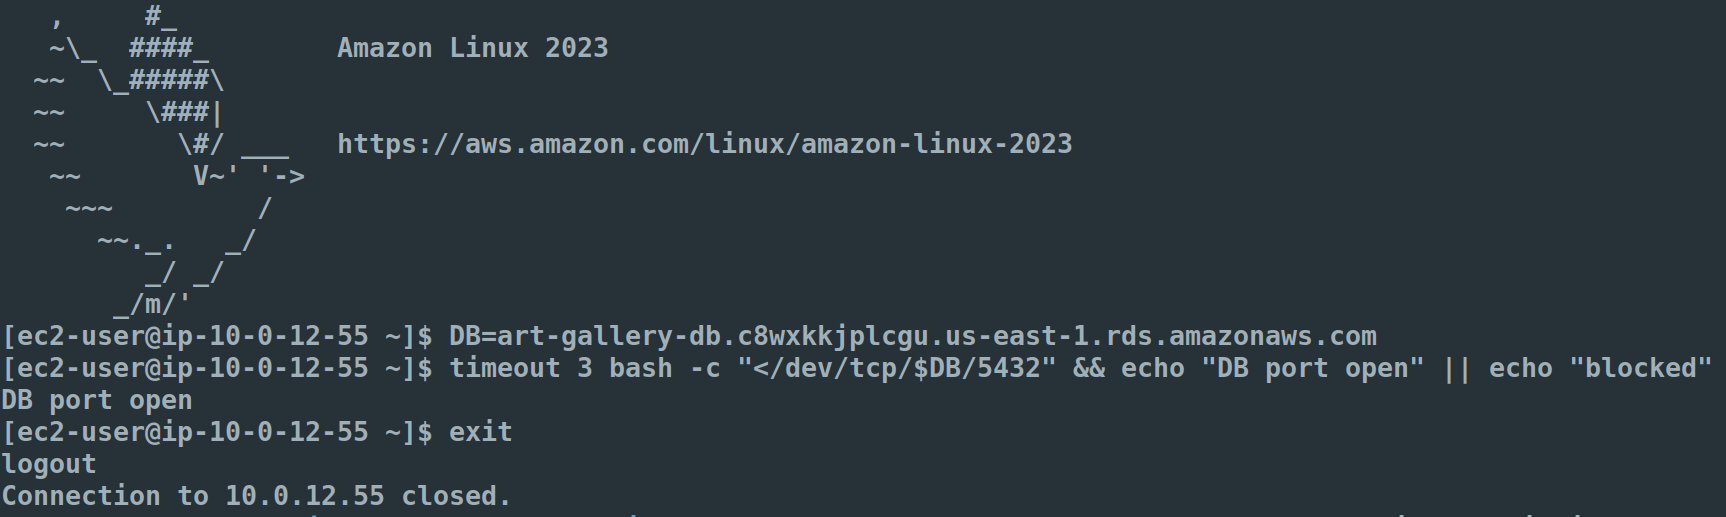 ,     #_
   ~\_  ####_        Amazon Linux 2023
  ~~  \_#####\
  ~~     \###|
  ~~       \#/ ___   https://aws.amazon.com/linux/amazon-linux-2023
   ~~       V~' '->
    ~~~         /
      ~~._.   _/
         _/ _/
       _/m/'
[ec2-user@ip-10-0-12-55 ~]$ DB=art-gallery-db.c8wxkkjplcgu.us-east-1.rds.amazonaws.com
[ec2-user@ip-10-0-12-55 ~]$ timeout 3 bash -c "</dev/tcp/$DB/5432" && echo "DB port open" || echo "blocked"
DB port open
[ec2-user@ip-10-0-12-55 ~]$ exit
logout
Connection to 10.0.12.55 closed.